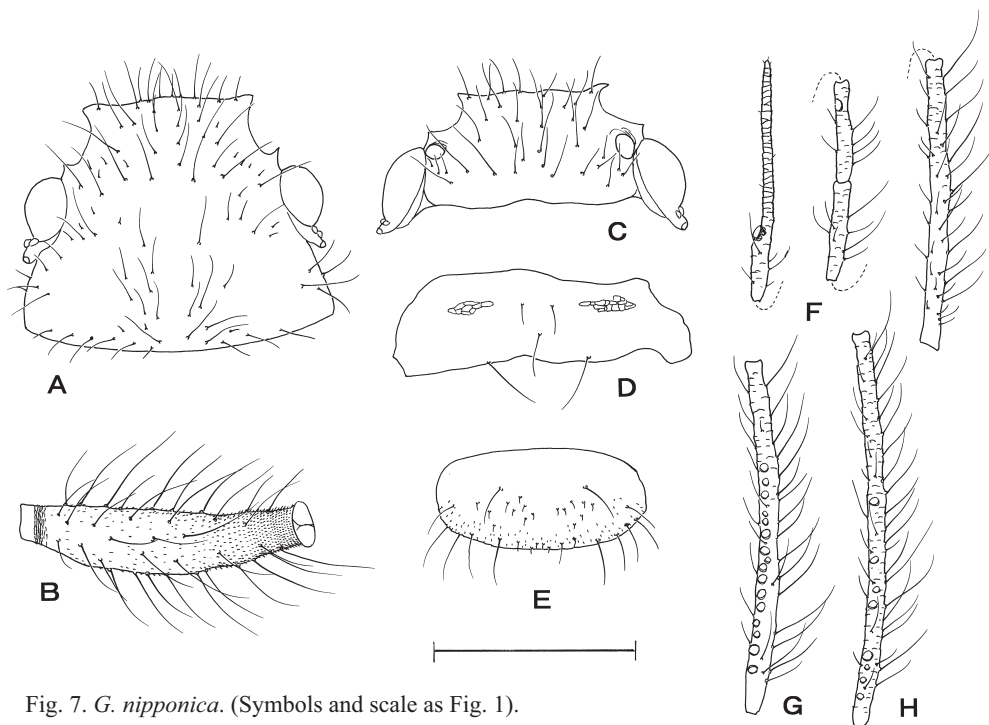 A
B
C
D
E
F
G
H
Fig. 7. G. nipponica. (Symbols and scale as Fig. 1).